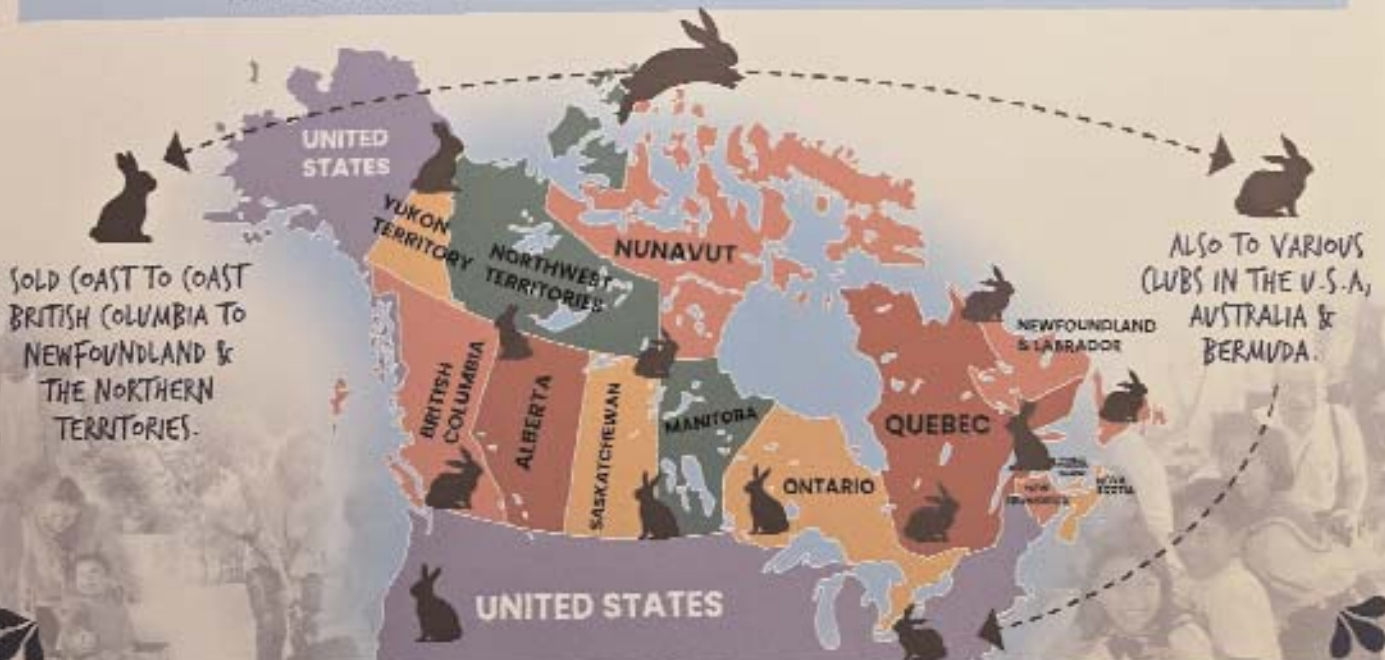 UNITED
STATES
YUKON
TERRITORY
NORTHWEST
TERRITORIES
NUNAVUT
SOLD COAST TO COAST
BRITISH COLUMBIA TO
NEWFOUNDLAND &
THE NORTHERN
TERRITORIES.
ALSO TO VARIOUS
CLUBS IN THE U.S.A,
AUSTRALIA &
BERMUDA.
NEWFOUNDLAND
& LABRADOR
BRITISH
COLUMBIA
ALBERTA
SASKATCHEWAN
MANITOBA
ONTARIO
QUEBEC
NEW
BRUNSWICK
NOVA
SCOTIA
UNITED STATES